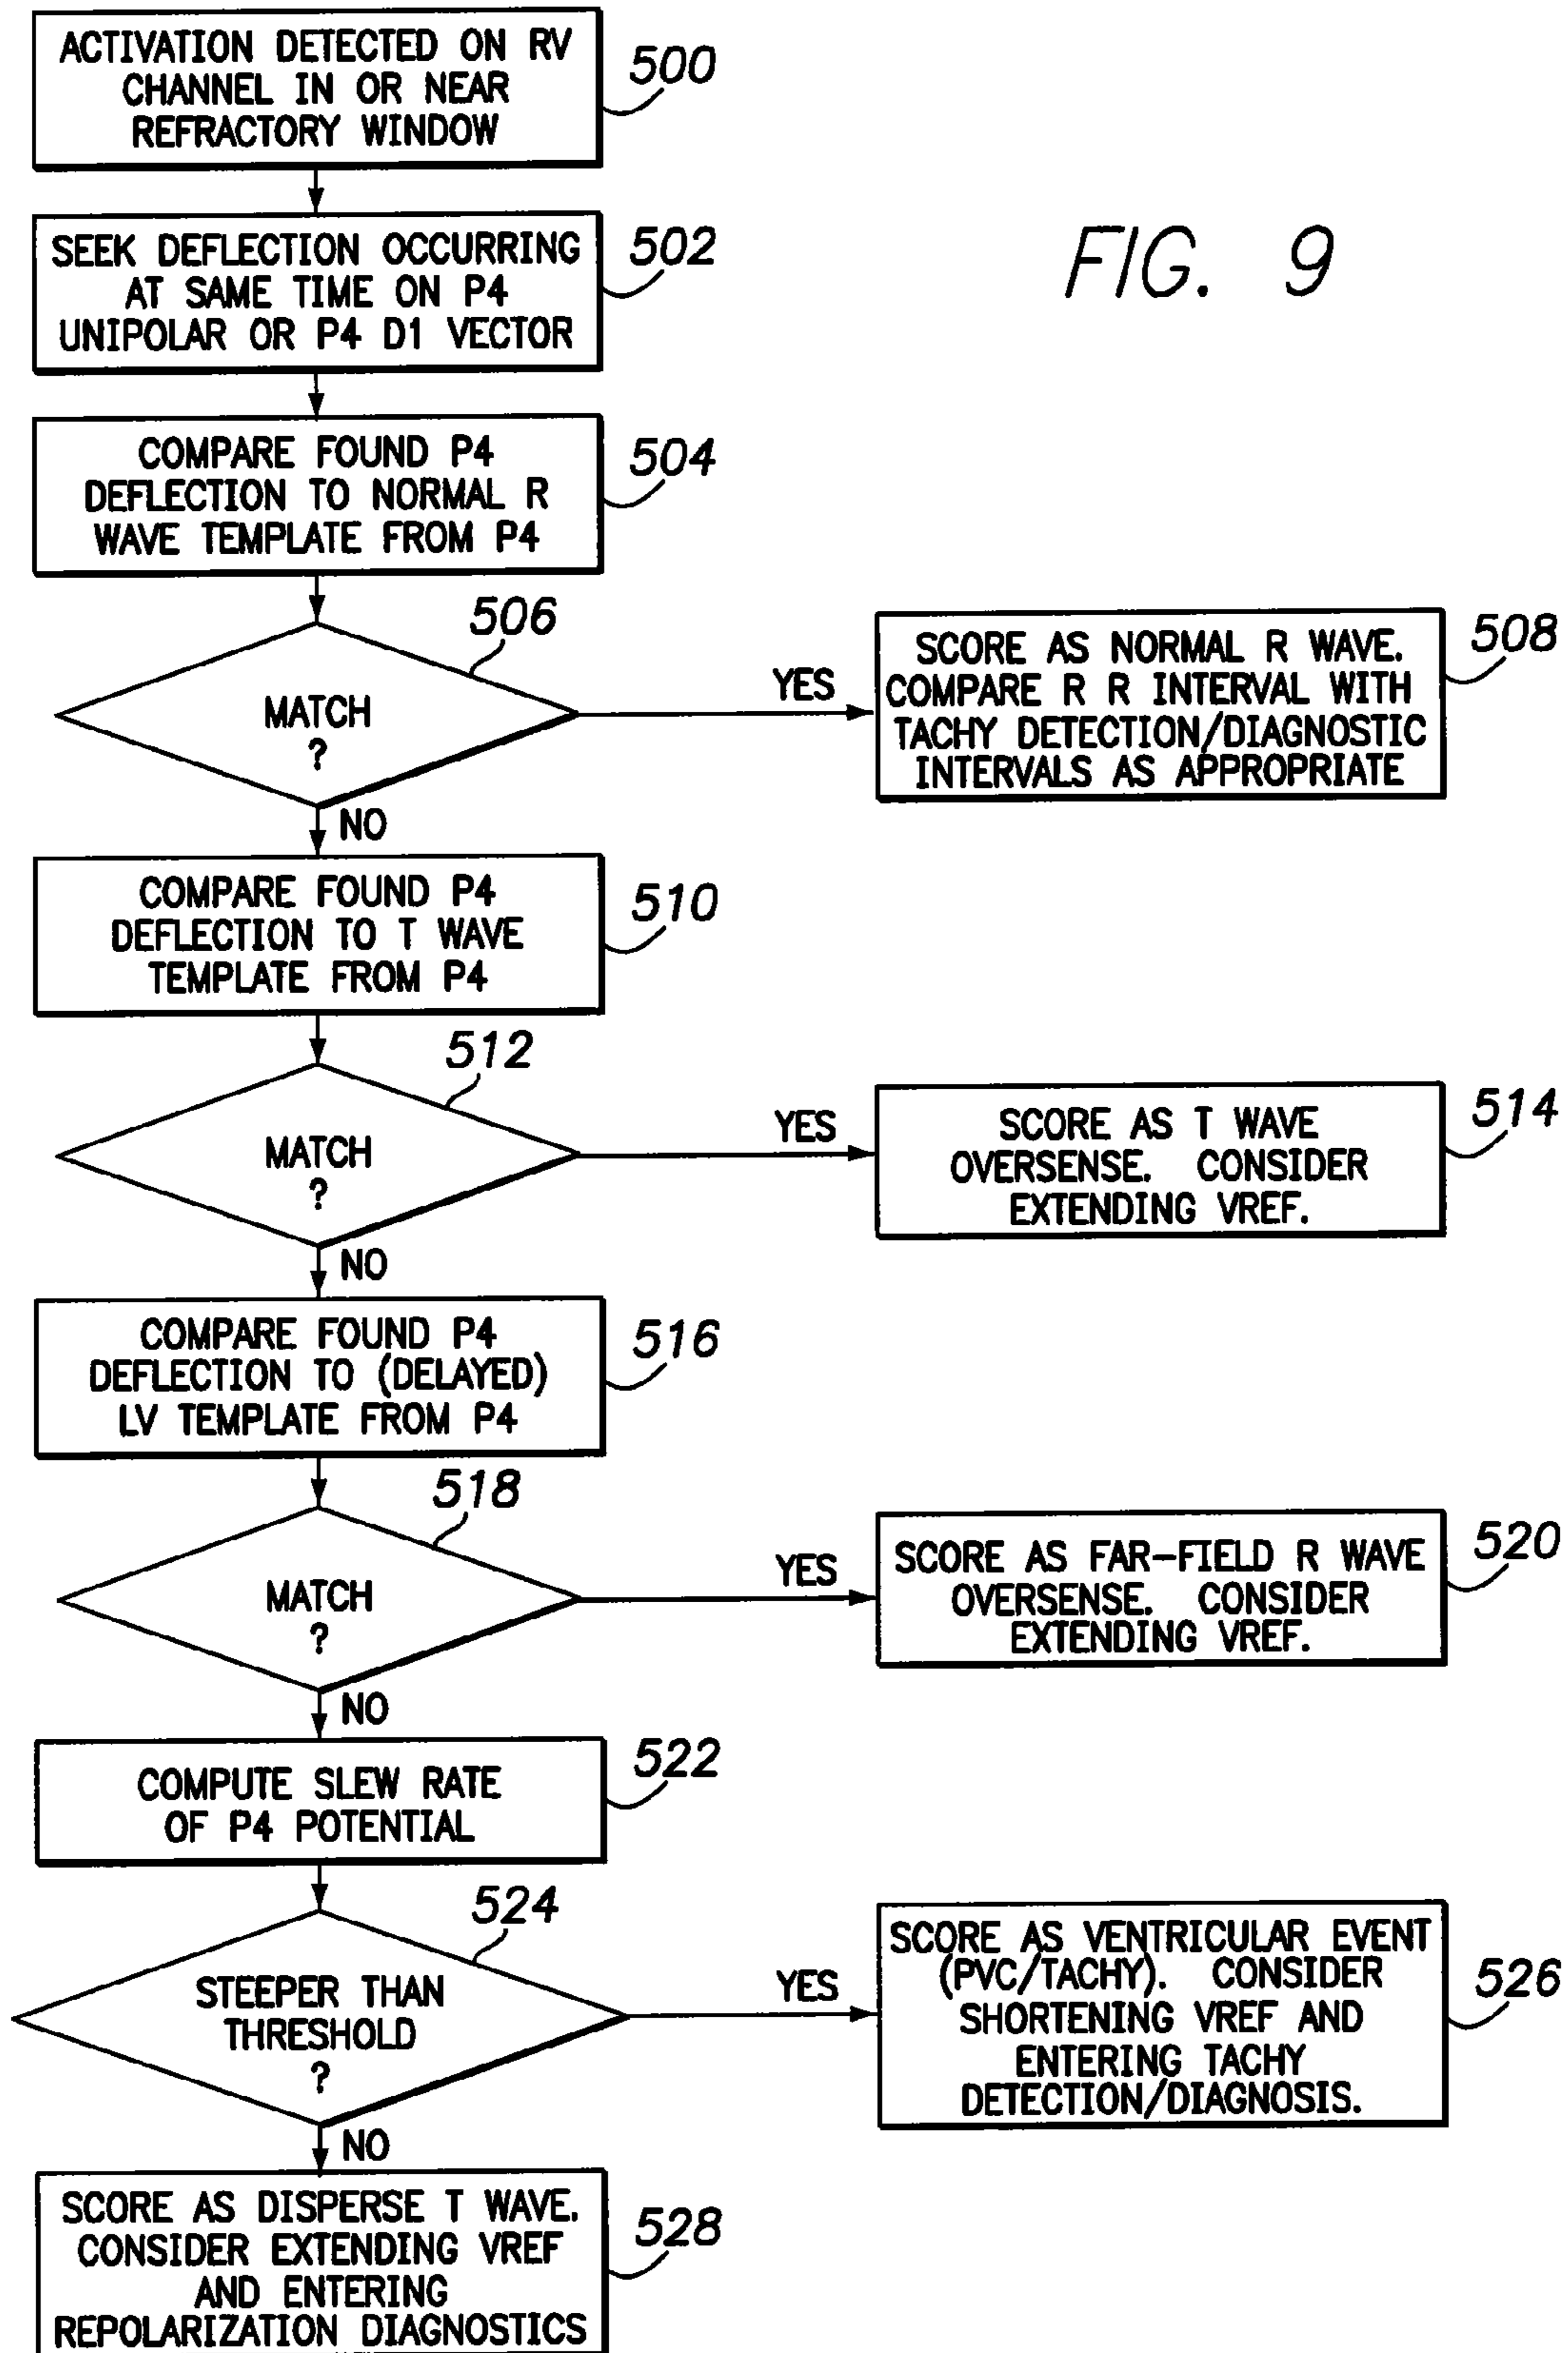 ACTIVATION DETECTED ON RV
CHANNEL IN OR NEAR
REFRACTORY WINDOW
500
SEEK DEFLECTION OCCURRING
AT SAME TIME ON P4
UNIPOLAR OR P4 D1 VECTOR
502
FIG. 9
COMPARE FOUND P4
DEFLECTION TO NORMAL R
WAVE TEMPLATE FROM P4
504
506
MATCH
?
YES
SCORE AS NORMAL R WAVE.
COMPARE R R INTERVAL WITH
TACHY DETECTION/DIAGNOSTIC
INTERVALS AS APPROPRIATE
508
NO
COMPARE FOUND P4
DEFLECTION TO T WAVE
TEMPLATE FROM P4
510
512
MATCH
?
YES
SCORE AS T WAVE
OVERSENSE. CONSIDER
EXTENDING VREF.
514
NO
COMPARE FOUND P4
DEFLECTION TO (DELAYED)
LV TEMPLATE FROM P4
516
518
MATCH
?
YES
SCORE AS FAR-FIELD R WAVE
OVERSENSE. CONSIDER
EXTENDING VREF.
520
NO
COMPUTE SLEW RATE
OF P4 POTENTIAL
522
524
STEEPER THAN
THRESHOLD
?
YES
SCORE AS VENTRICULAR EVENT
(PVC/TACHY). CONSIDER
SHORTENING VREF AND
ENTERING TACHY
DETECTION/DIAGNOSIS.
526
NO
SCORE AS DISPERSE T WAVE.
CONSIDER EXTENDING VREF
AND ENTERING
REPOLARIZATION DIAGNOSTICS
528